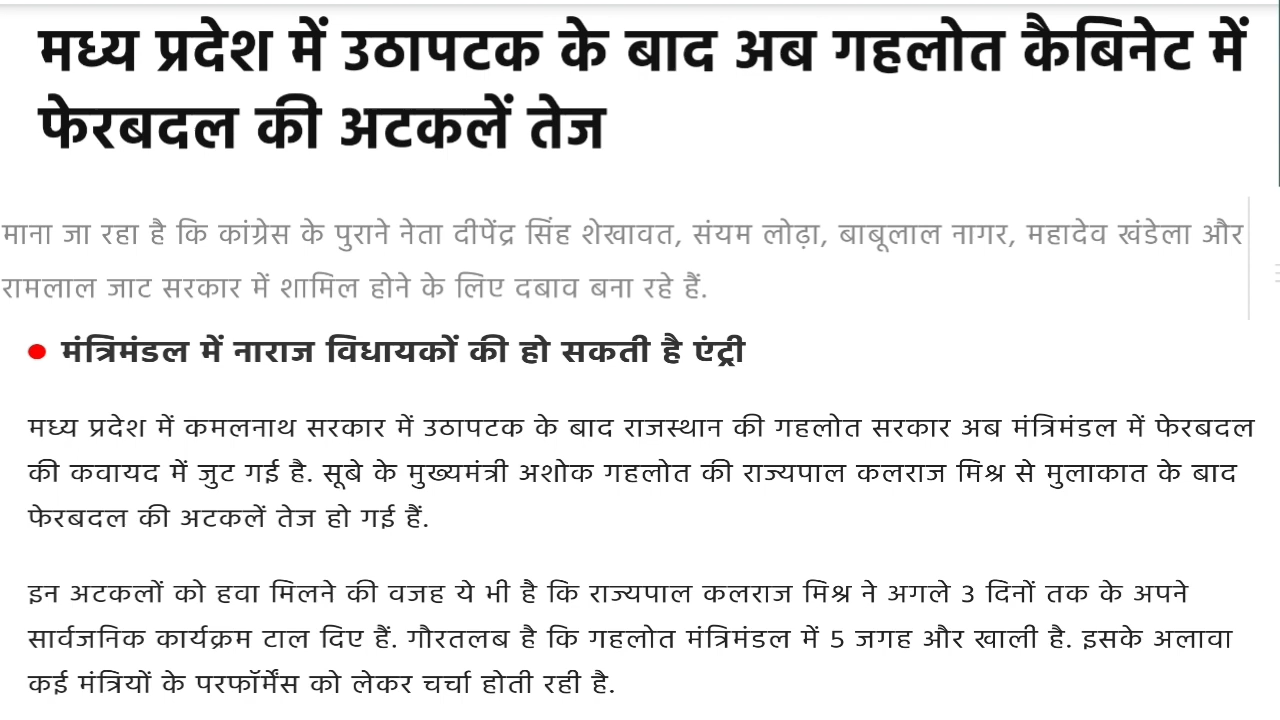 मध्य प्रदेश में उठापटक के बाद अब गहलोत कैबिनेट में
फेरबदल की अटकलें तेज
माना जा रहा है कि कांग्रेस के पुराने नेता दीपेंद्र सिंह शेखावत, संयम लोढ़ा, बाबूलाल नागर, महादेव खंडेला और
रामलाल जाट सरकार में शामिल होने के लिए दबाव बना रहे हैं.
मंत्रिमंडल में नाराज विधायकों की हो सकती है एंट्री
मध्य प्रदेश में कमलनाथ सरकार में उठापटक के बाद राजस्थान की गहलोत सरकार अब मंत्रिमंडल में फेरबदल
की कवायद में जुट गई है. सूबे के मुख्यमंत्री अशोक गहलोत की राज्यपाल कलराज मिश्र से मुलाकात के बाद
फेरबदल की अटकलें तेज हो गई हैं.
इन अटकलों को हवा मिलने की वजह ये भी है कि राज्यपाल कलराज मिश्र ने अगले 3 दिनों तक के अपने
सार्वजनिक कार्यक्रम टाल दिए हैं. गौरतलब है कि गहलोत मंत्रिमंडल में 5 जगह और खाली है. इसके अलावा
कई मंत्रियों के परफॉर्मेंस को लेकर चर्चा होती रही है.